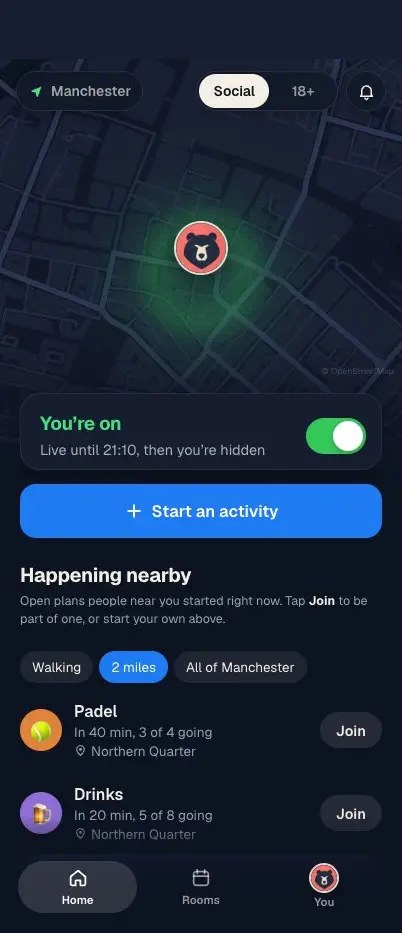 Manchester
Social
18+
© OpenStreetMap
You're on
Live until 21:10, then you're hidden
+ Start an activity
Happening nearby
Open plans people near you started right now. Tap Join to be
part of one, or start your own above.
Walking
2 miles
All of Manchester
Padel
In 40 min, 3 of 4 going
Northern Quarter
Join
Drinks
In 20 min, 5 of 8 going
Northern Quarter
Join
Home
Rooms
You